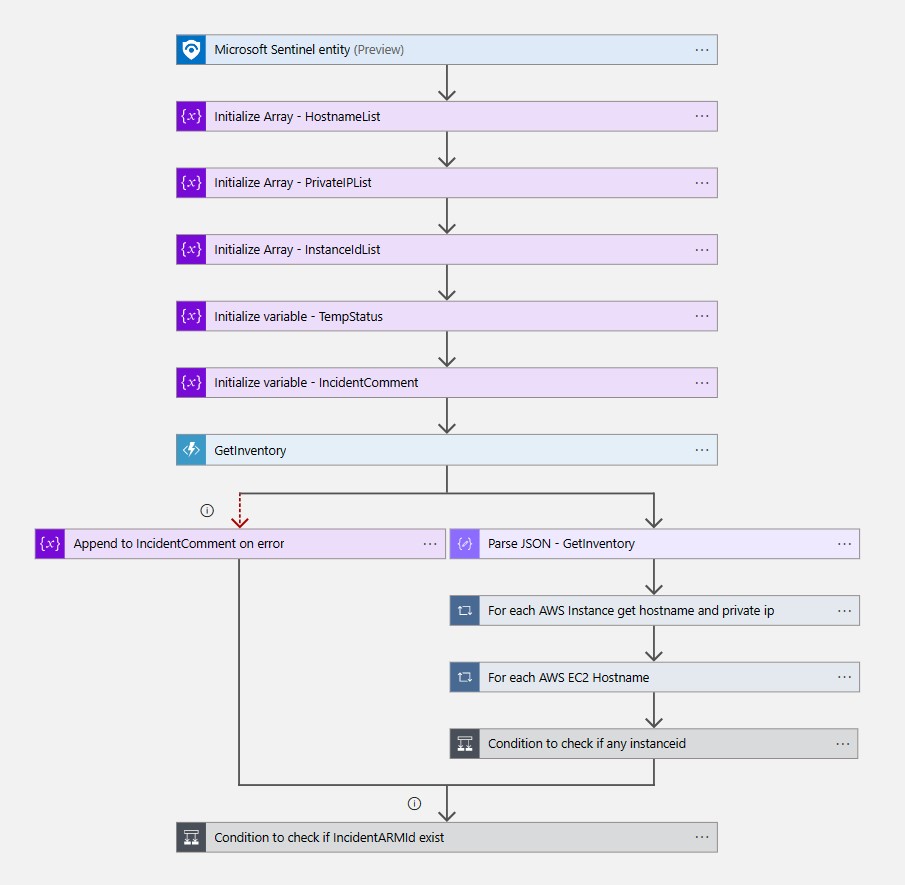 Microsoft Sentinel entity (Preview)
Initialize Array - HostnameList
Initialize Array - PrivateIPList
Initialize Array - InstanceIdList
Initialize variable - TempStatus
Initialize variable - IncidentComment
GetInventory
Append to IncidentComment on error
Parse JSON - GetInventory
For each AWS Instance get hostname and private ip
For each AWS EC2 Hostname
Condition to check if any instanceid
Condition to check if IncidentARMId exist